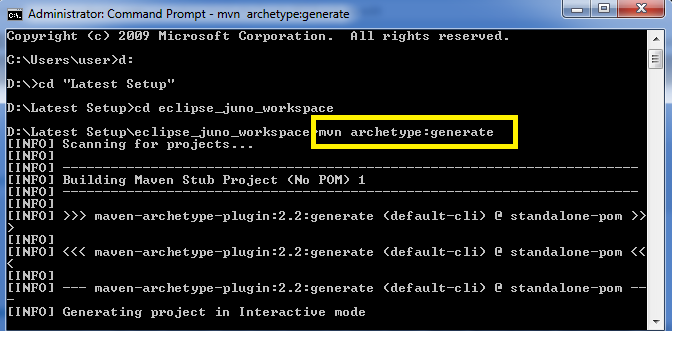 Administrator: Command Prompt - mvn archetype:generate
Copyright (c) 2009 Microsoft Corporation.  All rights reserved.
C:\Users\user>d:
D:\>cd "Latest Setup"
D:\Latest Setup>cd eclipse_juno_workspace
D:\Latest Setup\eclipse_juno_workspace>mvn archetype:generate
[INFO] Scanning for projects...
[INFO]
[INFO] ------------------------------------------------------------------------
[INFO] Building Maven Stub Project (No POM) 1
[INFO] ------------------------------------------------------------------------
[INFO]
[INFO] >>> maven-archetype-plugin:2.2:generate (default-cli) @ standalone-pom >>
>
[INFO]
[INFO] <<< maven-archetype-plugin:2.2:generate (default-cli) @ standalone-pom <<
<
[INFO]
[INFO] --- maven-archetype-plugin:2.2:generate (default-cli) @ standalone-pom --
-
[INFO] Generating project in Interactive mode